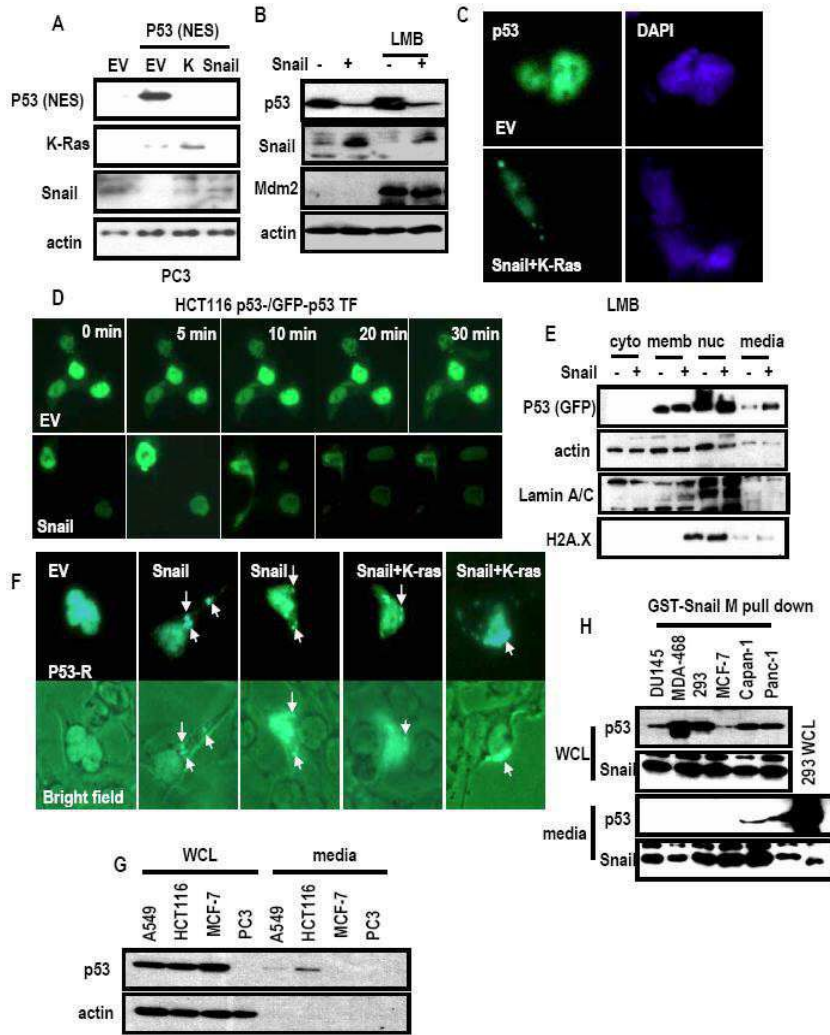 A
P53 (NES)
EV EV K Snail
P53 (NES)
K-Ras
Snail
actin
PC3
B
LMB
Snail - + - +
p53
Snail
Mdm2
actin
C
p53 DAPI
EV
Snail+K-Ras
D
HCT116 p53-/GFP-p53 TF
0 min 5 min 10 min 20 min 30 min
EV
Snail
LMB
E
cyto memb nuc media
Snail - + - + - + - +
P53 (GFP)
actin
Lamin A/C
H2A.X
F
EV Snail Snail Snail+K-ras Snail+K-ras
P53-R
Bright field
G
WCL media
A549 HCT116 MCF-7 PC3 A549 HCT116 MCF-7 PC3
p53
actin
H
GST-Snail M pull down
DU145 MDA-468 293 MCF-7 Capan-1 Panc-1
WCL
p53
Snail
293 WCL
media
p53
Snail